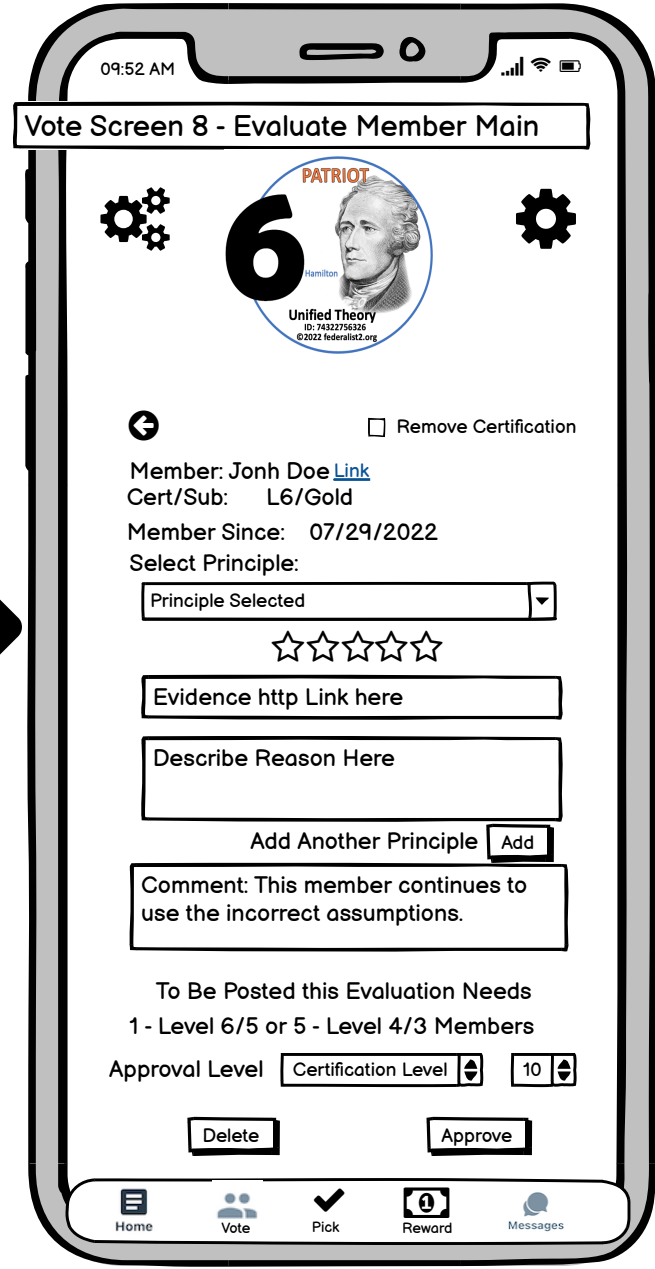 09:52 AM
Vote Screen 8 - Evaluate Member Main
PATRIOT
6
Hamilton
Unified Theory
ID: 74322756326
©2022 federalist2.org
Remove Certification
Member: Jonh Doe Link
Cert/Sub: L6/Gold
Member Since: 07/29/2022
Select Principle:
Principle Selected
Evidence http Link here
Describe Reason Here
Add Another Principle Add
Comment: This member continues to
use the incorrect assumptions.
To Be Posted this Evaluation Needs
1 - Level 6/5 or 5 - Level 4/3 Members
Approval Level Certification Level 10
Delete Approve
1
Home Vote Pick Reward Messages